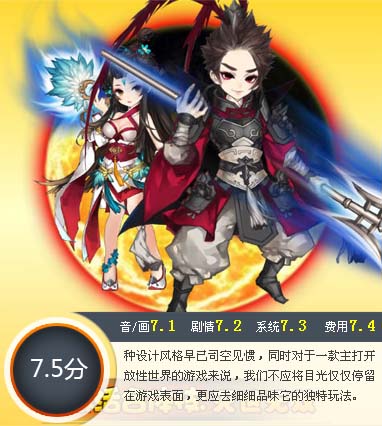 音/画7.1 剧情7.2 系统7.3 费用7.4
7.5分
种设计风格早已司空见惯，同时对于一款主打开
放性世界的游戏来说，我们不应将目光仅仅停留
在游戏表面，更应去细细品味它的独特玩法。